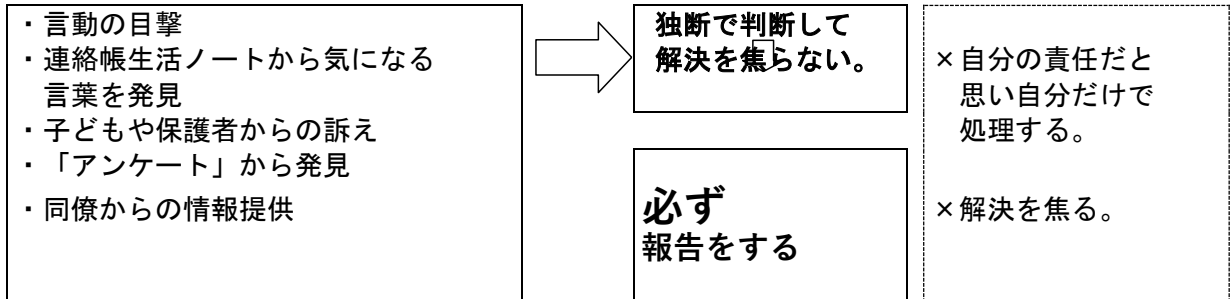 ・言動の目撃
・連絡帳生活ノートから気になる
言葉を発見
・子どもや保護者からの訴え
・「アンケート」から発見
・同僚からの情報提供
独断で判断して
解決を焦らない。
必ず
報告をする
×自分の責任だと
思い自分だけで
処理する。
×解決を焦る。